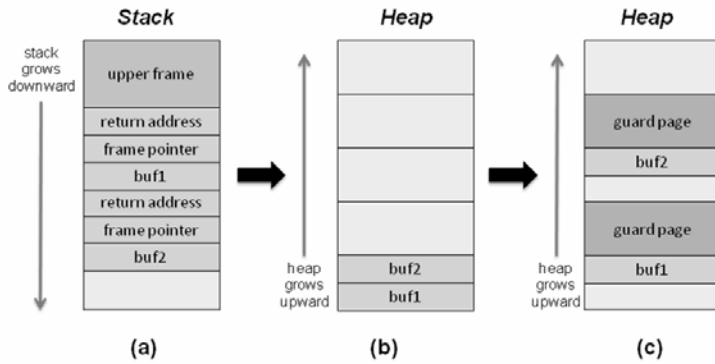 Stack
stack
grows
downward
upper frame
return address
frame pointer
buf1
return address
frame pointer
buf2
(a)
Heap
heap
grows
upward
buf2
buf1
(b)
Heap
heap
grows
upward
guard page
buf2
guard page
buf1
(c)